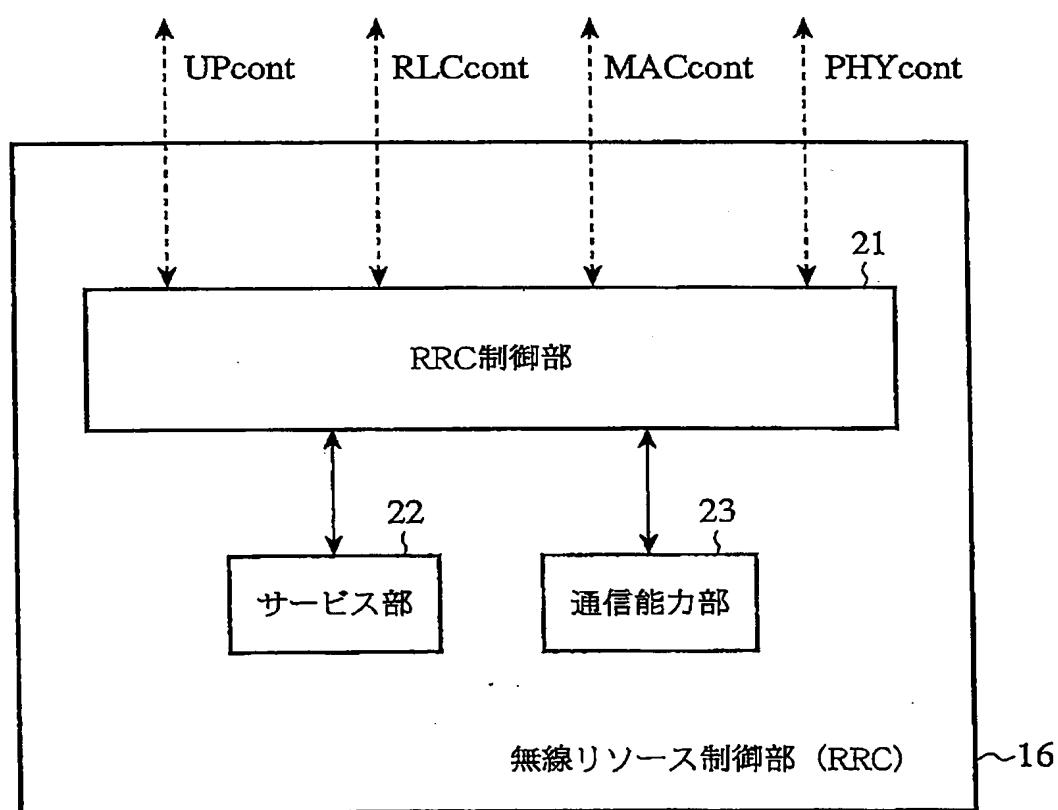 UPcont RLCcont MACcont PHYcont
21
RRC制御部
22 23
サービス部 通信能力部
無線リソース制御部（RRC） 16